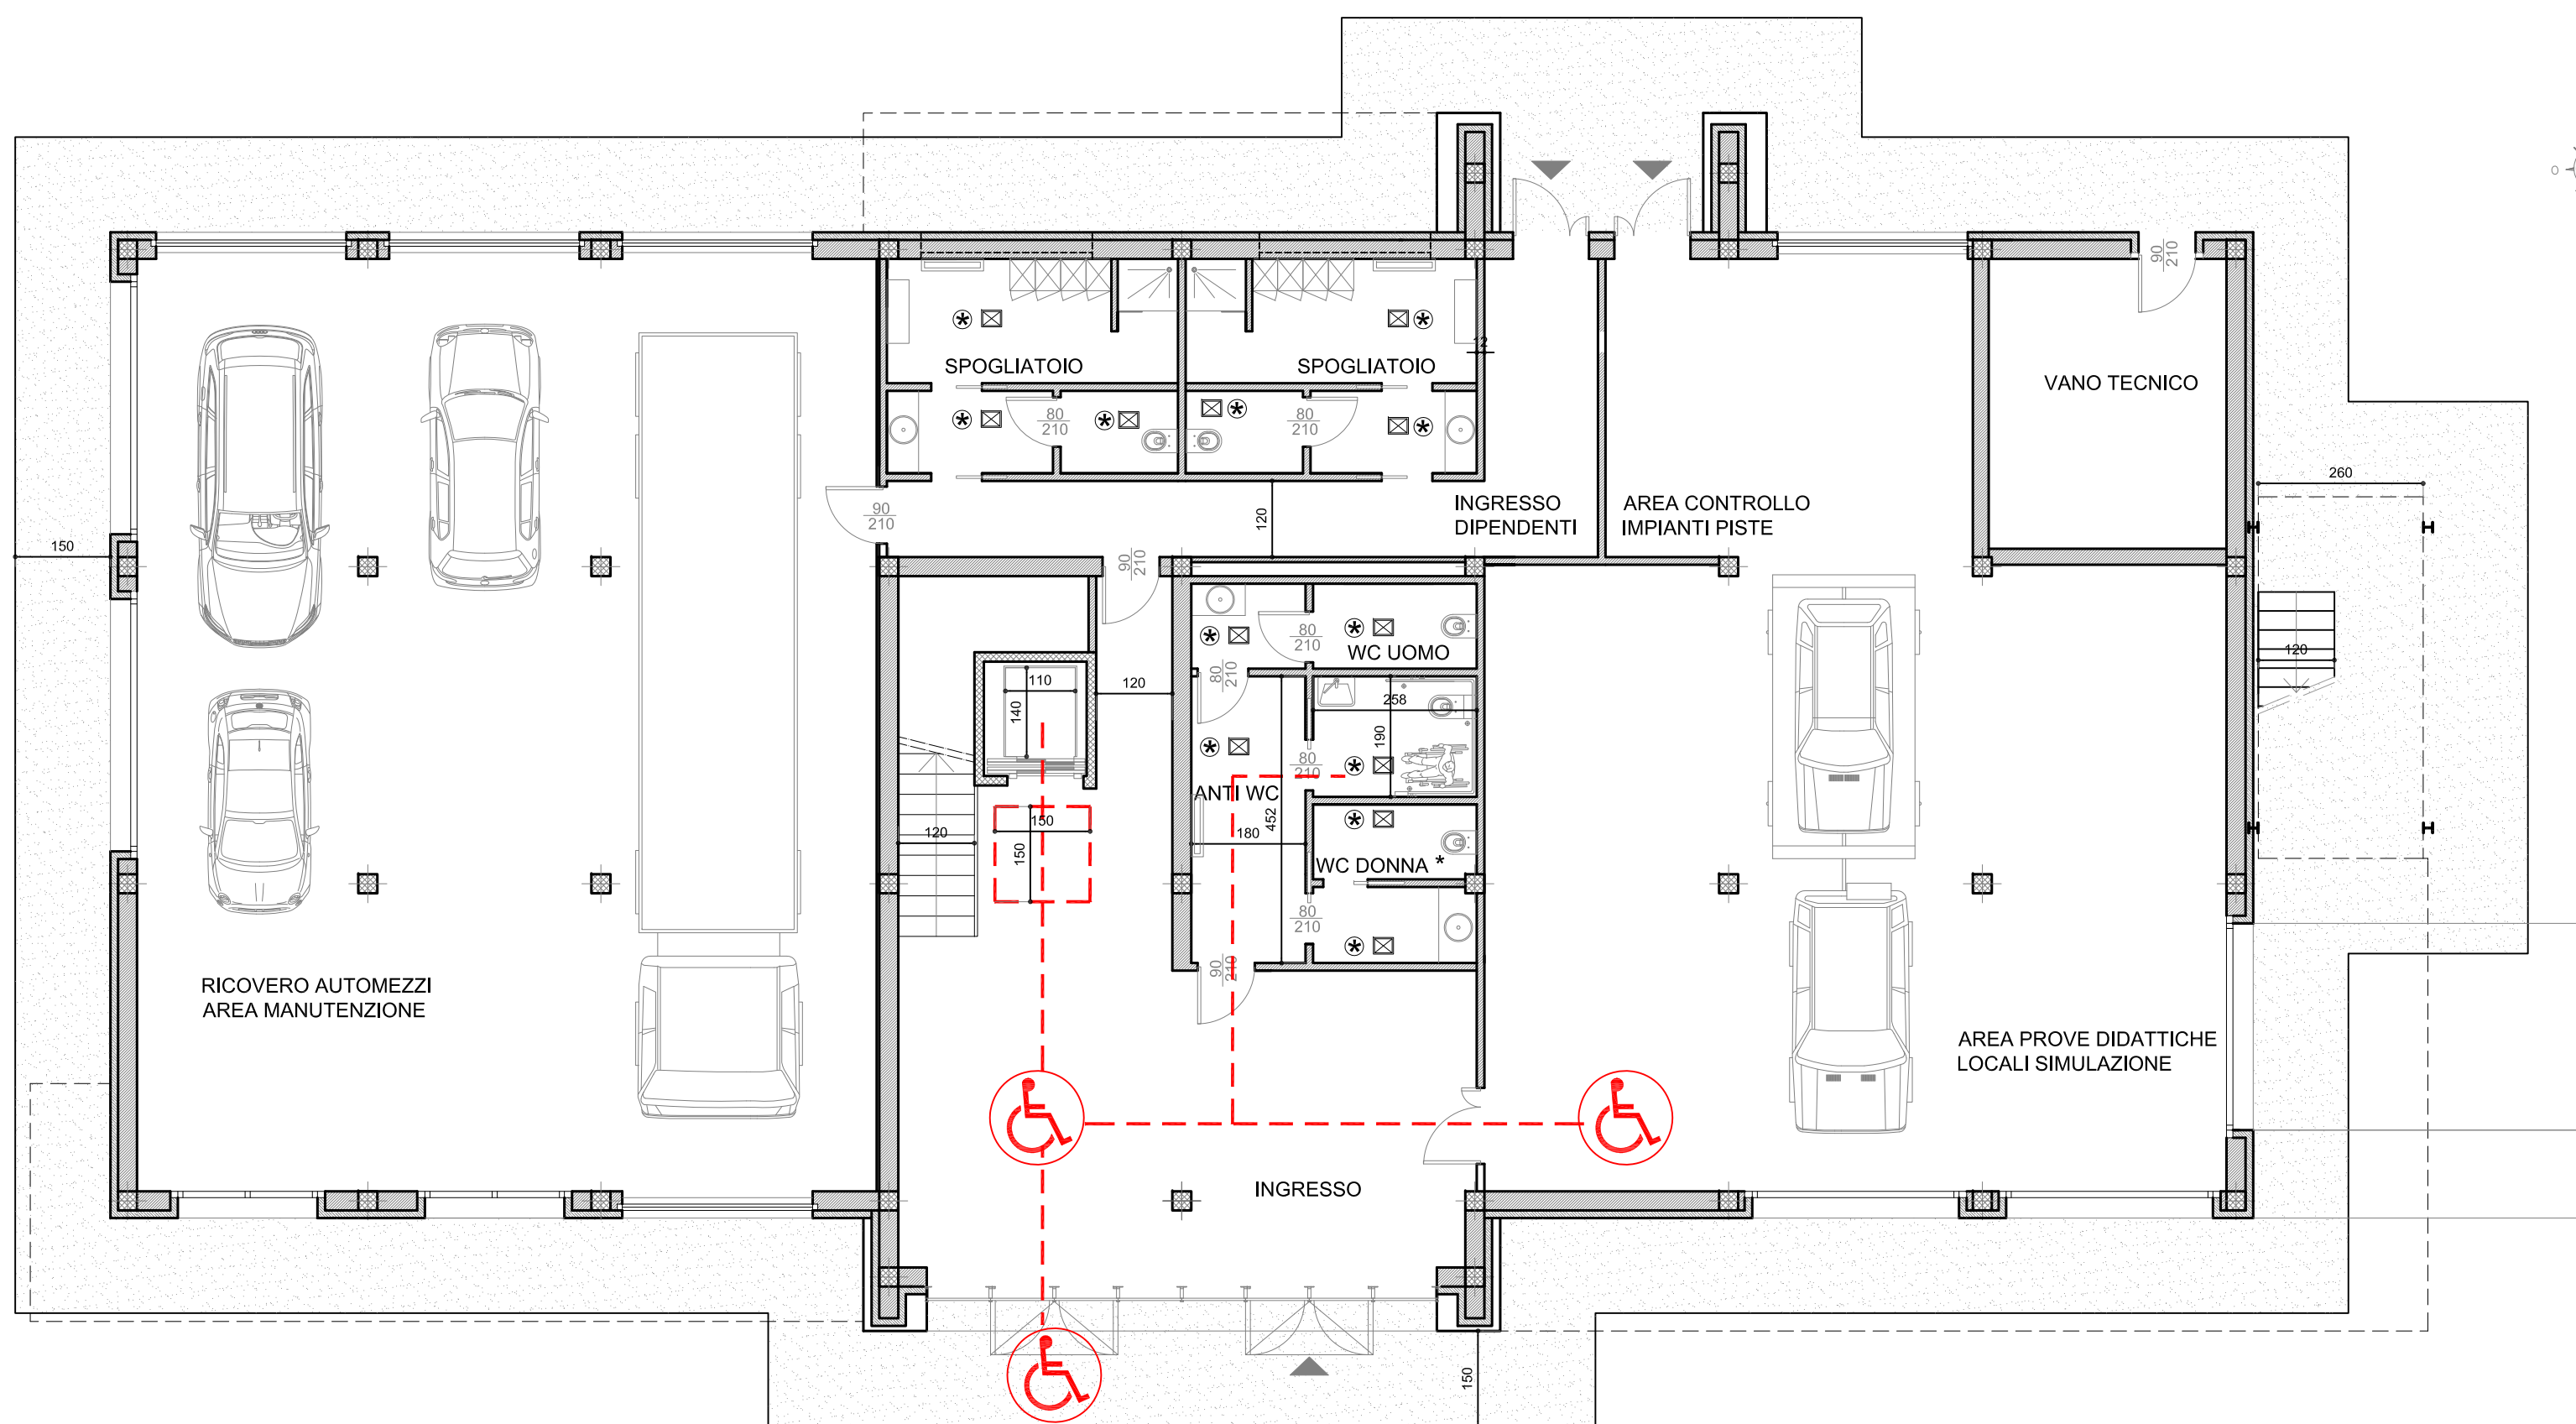 O
90
210
SPOGLIATOIO
SPOGLIATOIO
12
VANO TECNICO
80
210
80
210
260
INGRESSO
DIPENDENTI
AREA CONTROLLO
IMPIANTI PISTE
90
210
120
150
90
210
80
210
WC UOMO
120
80
210
110
120
140
258
190
80
210
ANTI WC
452
150
120
180
150
WC DONNA *
80
210
90
210
RICOVERO AUTOMEZZI
AREA MANUTENZIONE
AREA PROVE DIDATTICHE
LOCALI SIMULAZIONE
INGRESSO
150